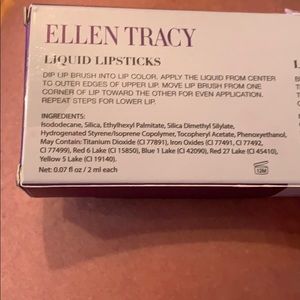 ELLEN TRACY
LIQUID LIPSTICKS
DIP LIP BRUSH INTO LIP COLOR. APPLY THE LIQUID FROM CENTER
TO OUTER EDGES OF UPPER LIP. MOVE LIP BRUSH FROM ONE
CORNER OF LIP TOWARD THE OTHER FOR EVEN APPLICATION.
REPEAT STEPS FOR LOWER LIP.
INGREDIENTS:
Isododecane, Silica, Ethylhexyl Palmitate, Silica Dimethyl Silylate,
Hydrogenated Styrene/Isoprene Copolymer, Tocopheryl Acetate, Phenoxyethanol,
May Contain: Titanium Dioxide (CI 77891), Iron Oxides (CI 77491, CI 77492,
CI 77499), Red 6 Lake (CI 15850), Blue 1 Lake (CI 42090), Red 27 Lake (CI 45410),
Yellow 5 Lake (CI 19140).
Net: 0.07 fl oz / 2 ml each
12M